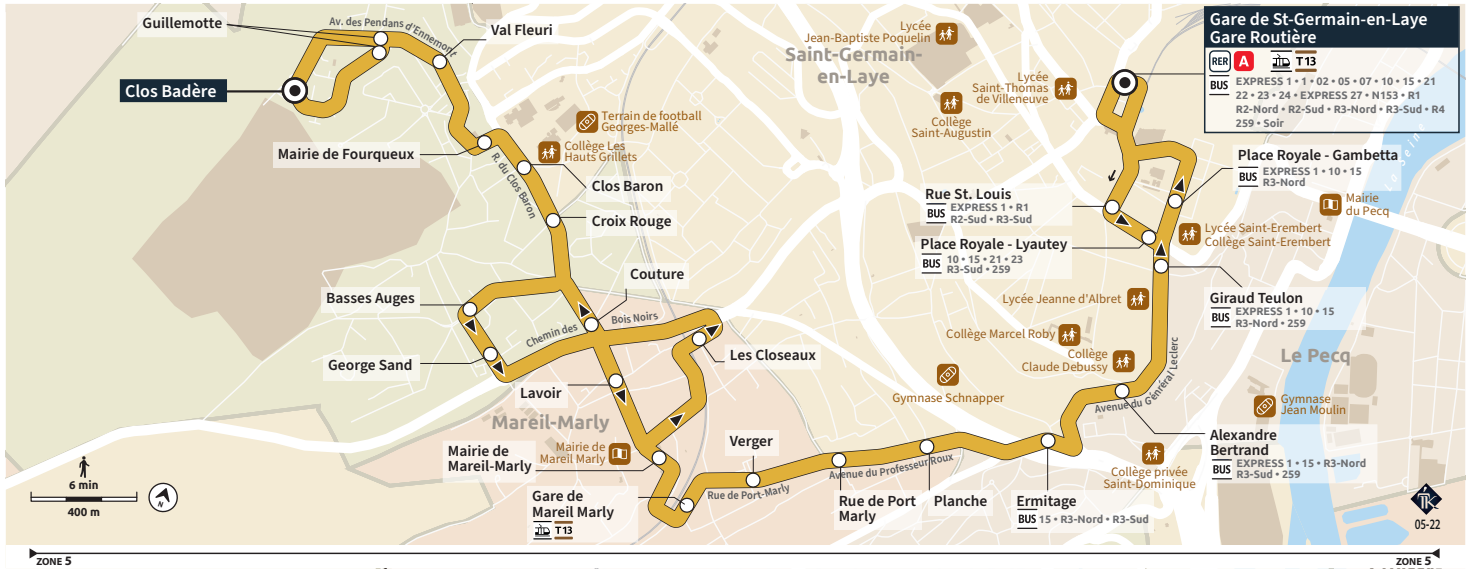 Guillemotte
Av. des Pendans d'Ennemont
Val Fleuri
Clos Badère
Terrain de football
Georges-Mallé
Mairie de Fourqueux
Collège Les
Hauts Grillets
R. du Clos Baron
Clos Baron
Croix Rouge
Couture
Basses Auges
Chemin des Bois Noirs
George Sand
Les Closeaux
Lavoir
Mareil-Marly
Mairie de
Mareil-Marly
Mairie de
Mareil Marly
Verger
Gare de
Mareil Marly
T13
Rue de Port-Marly
Avenue du Professeur Roux
Rue de Port
Marly
Planche
Ermitage
BUS 15 • R3-Nord • R3-Sud
Lycée
Jean-Baptiste Poquelin
Saint-Germain-
en-Laye
Lycée
Saint-Thomas
de Villeneuve
Collège
Saint-Augustin
Gare de St-Germain-en-Laye
Gare Routière
RER A T13
BUS EXPRESS 1 • 1 • 02 • 05 • 07 • 10 • 15 • 21
22 • 23 • 24 • EXPRESS 27 • N153 • R1
R2-Nord • R2-Sud • R3-Nord • R3-Sud • R4
259 • Soir
La Seine
Place Royale - Gambetta
BUS EXPRESS 1 • 10 • 15
R3-Nord
Rue St. Louis
BUS EXPRESS 1 • R1
R2-Sud • R3-Sud
Mairie
du Pecq
Place Royale - Lyautey
BUS 10 • 15 • 21 • 23
R3-Sud • 259
Lycée Saint-Erembert
Collège Saint-Erembert
Lycée Jeanne d'Albret
Giraud Teulon
BUS EXPRESS 1 • 10 • 15
R3-Nord • 259
Collège Marcel Roby
Collège
Claude Debussy
Le Pecq
Gymnase Schnapper
Avenue du Génréral Leclerc
Gymnase
Jean Moulin
Alexandre
Bertrand
BUS EXPRESS 1 • 15 • R3-Nord
R3-Sud • 259
Collège privée
Saint-Dominique
6 min
400 m
N
05-22
ZONE 5
ZONE 5